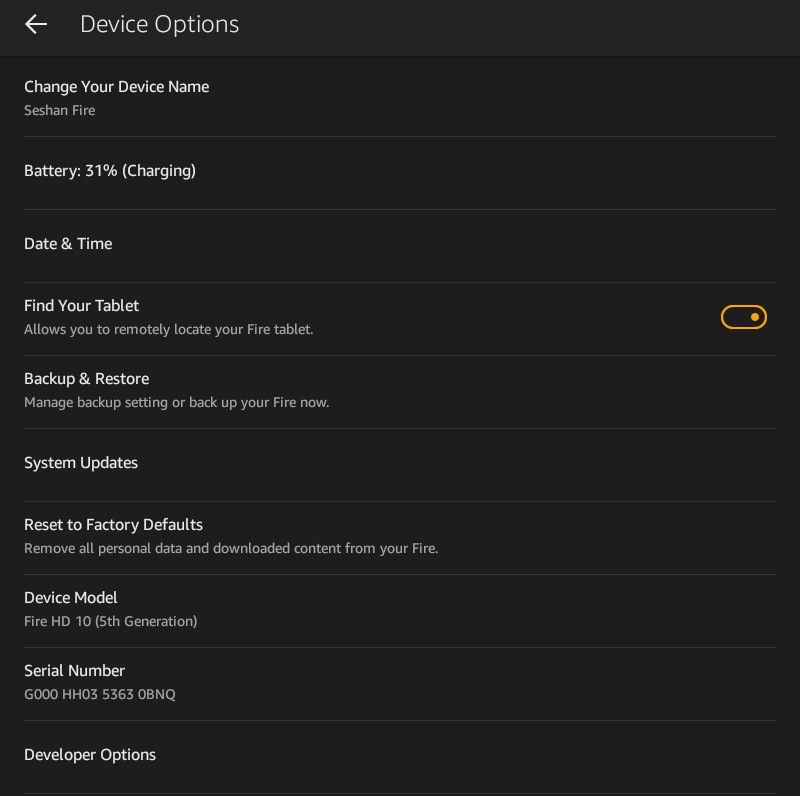 Device Options
Change Your Device Name
Seshan Fire
Battery: 31% (Charging)
Date & Time
Find Your Tablet
Allows you to remotely locate your Fire tablet.
Backup & Restore
Manage backup setting or back up your Fire now.
System Updates
Reset to Factory Defaults
Remove all personal data and downloaded content from your Fire.
Device Model
Fire HD 10 (5th Generation)
Serial Number
G000 HH03 5363 0BNQ
Developer Options